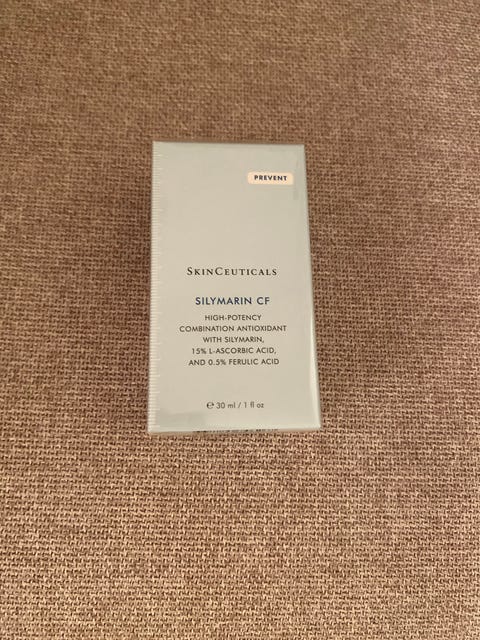 PREVENT
SKINCEUTICALS
SILYMARIN CF
HIGH-POTENCY
COMBINATION ANTIOXIDANT
WITH SILYMARIN,
15% L-ASCORBIC ACID,
AND 0.5% FERULIC ACID
℮ 30 ml / 1 fl oz